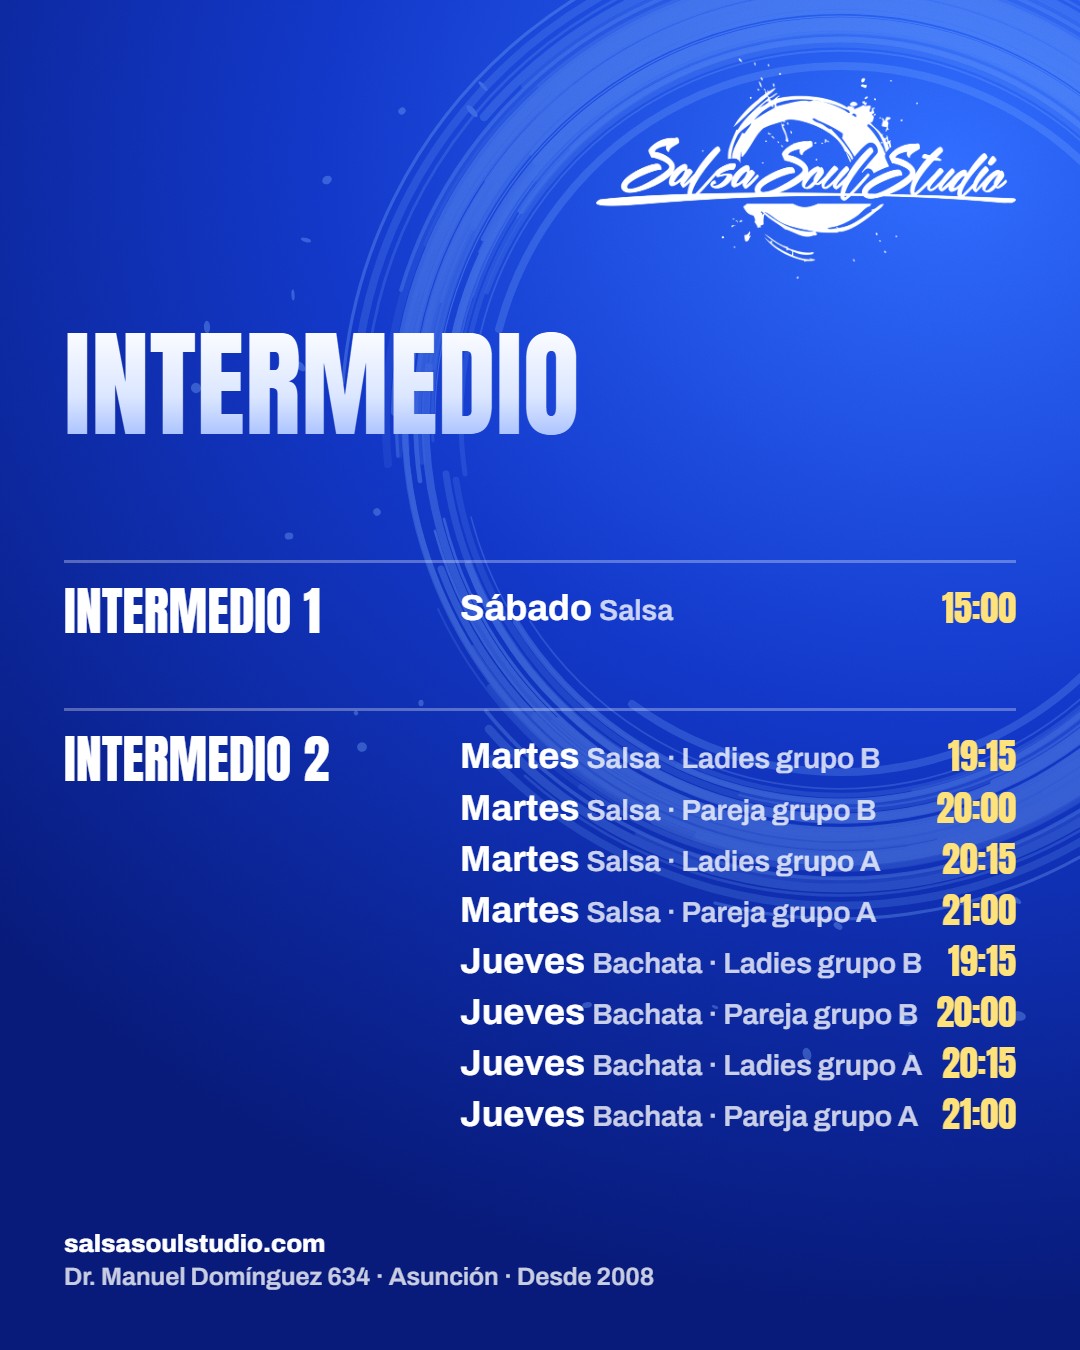 Salsa Soul Studio
INTERMEDIO
INTERMEDIO 1
Sábado Salsa 15:00
INTERMEDIO 2
Martes Salsa · Ladies grupo B 19:15
Martes Salsa · Pareja grupo B 20:00
Martes Salsa · Ladies grupo A 20:15
Martes Salsa · Pareja grupo A 21:00
Jueves Bachata · Ladies grupo B 19:15
Jueves Bachata · Pareja grupo B 20:00
Jueves Bachata · Ladies grupo A 20:15
Jueves Bachata · Pareja grupo A 21:00
salsasoulstudio.com
Dr. Manuel Domínguez 634 · Asunción · Desde 2008